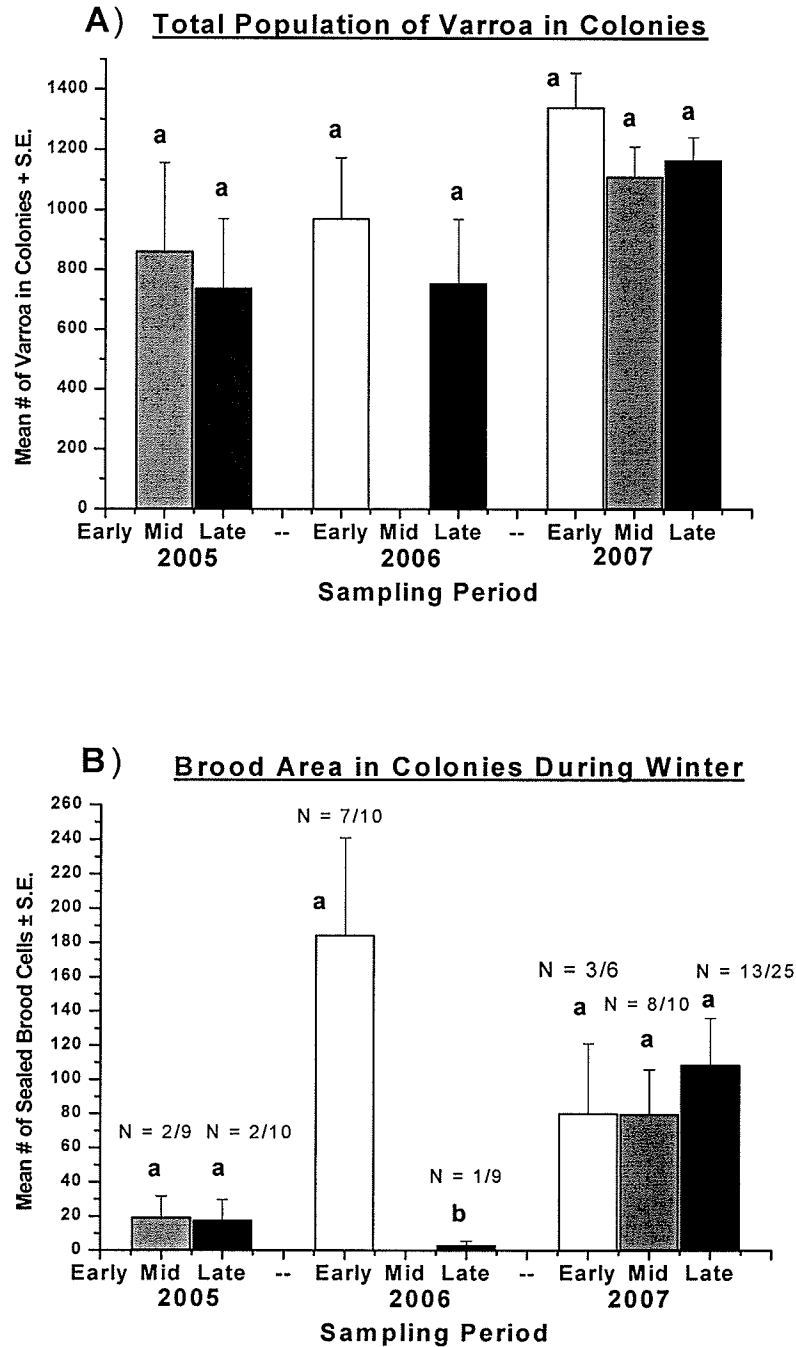 A) Total Population of Varroa in Colonies
Mean # of Varroa in Colonies + S.E.
1400
1200
1000
800
600
400
200
0
a
a
a
a
a
a
a
Early Mid Late -- Early Mid Late -- Early Mid Late
2005 2006 2007
Sampling Period
B) Brood Area in Colonies During Winter
Mean # of Sealed Brood Cells ± S.E.
260
240
220
200
180
160
140
120
100
80
60
40
20
0
N = 7/10
a
N = 3/6
N = 13/25
a
N = 8/10
a
a
N = 2/9
N = 2/10
a
a
N = 1/9
b
Early Mid Late -- Early Mid Late -- Early Mid Late
2005 2006 2007
Sampling Period